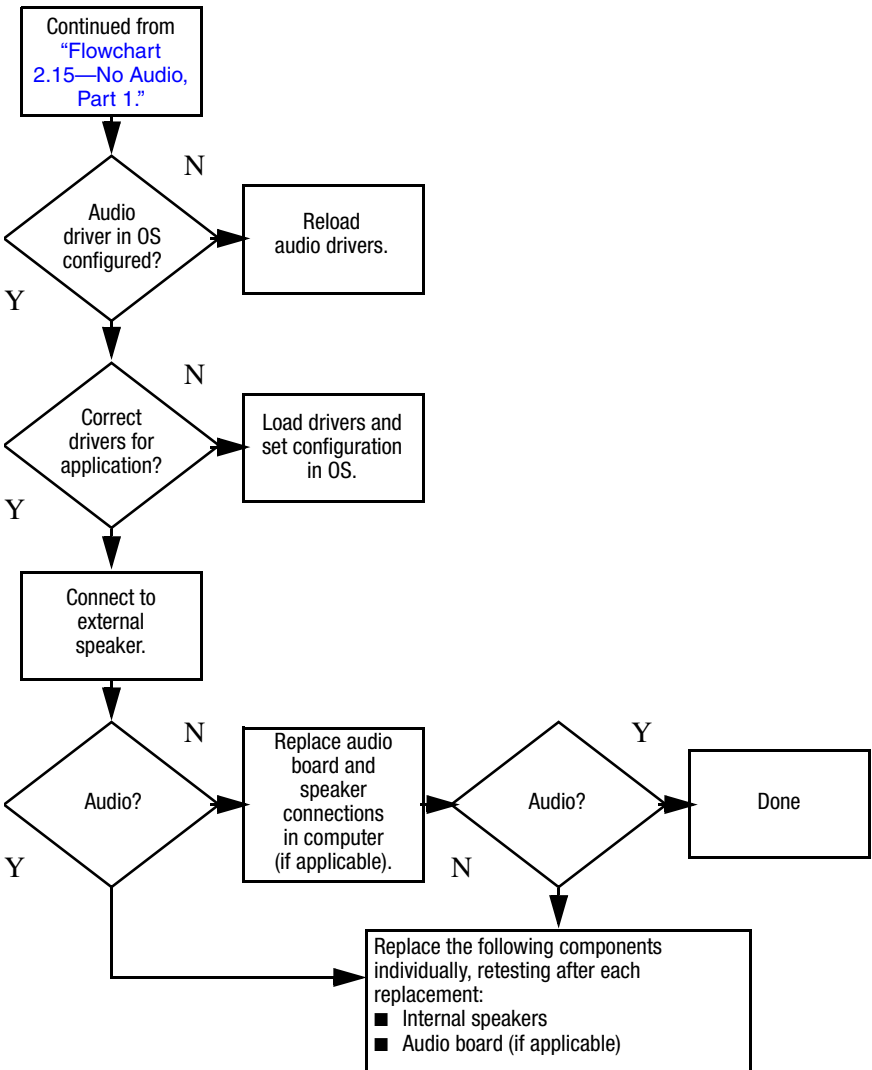 Continued from
“Flowchart
2.15—No Audio,
Part 1.”
N
Audio
driver in OS
configured?
Reload
audio drivers.
Y
N
Correct
drivers for
application?
Load drivers and
set configuration
in OS.
Y
Connect to
external
speaker.
N
Audio?
Replace audio
board and
speaker
connections
in computer
(if applicable).
Y
Audio?
Done
Y
N
Replace the following components
individually, retesting after each
replacement:
■ Internal speakers
■ Audio board (if applicable)